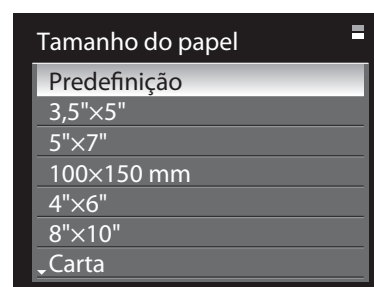 Tamanho do papel
Predefinição
3,5"×5"
5"×7"
100×150 mm
4"×6"
8"×10"
Carta